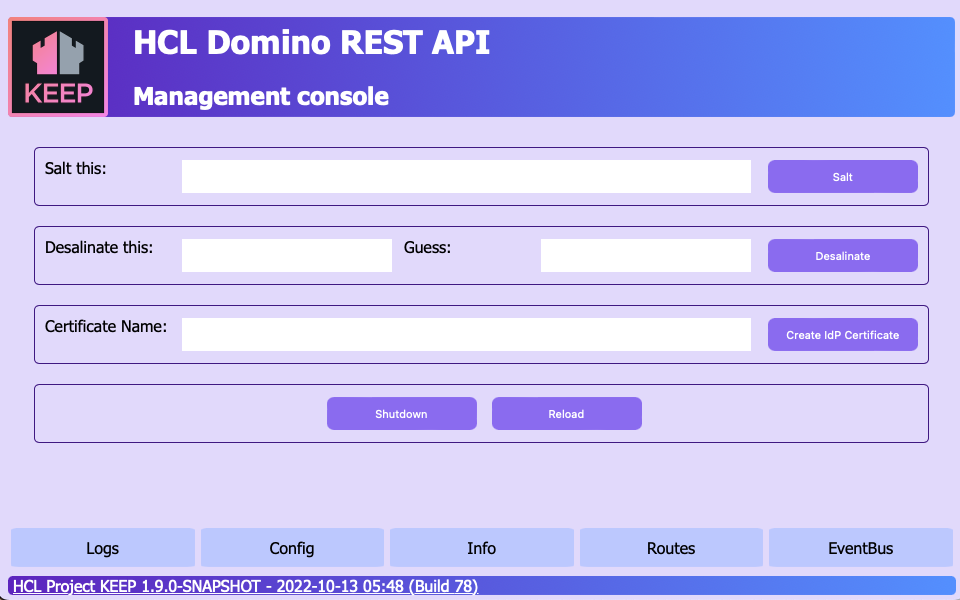 HCL Domino REST API
KEEP
Management console
Salt this:
Salt
Desalinate this:
Guess:
Desalinate
Certificate Name:
Create IdP Certificate
Shutdown
Reload
Logs
Config
Info
Routes
EventBus
HCL Project KEEP 1.9.0-SNAPSHOT - 2022-10-13 05:48 (Build 78)